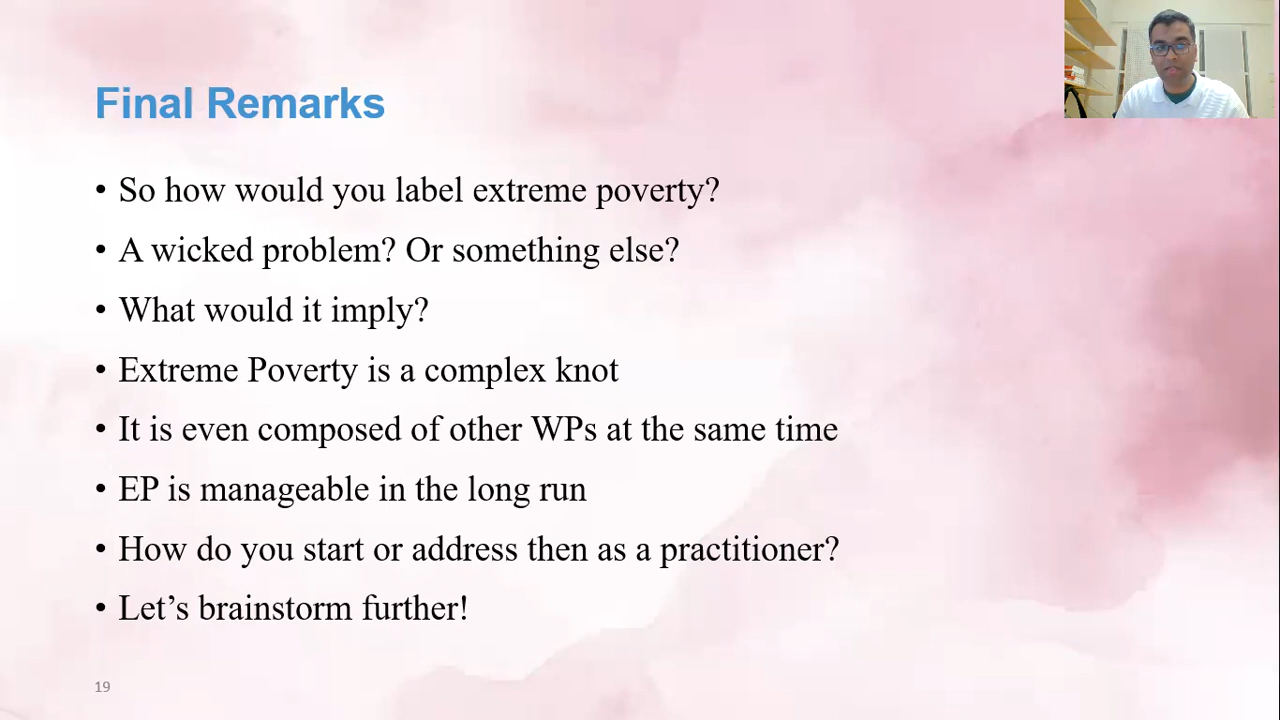 Final Remarks
• So how would you label extreme poverty?
• A wicked problem? Or something else?
• What would it imply?
• Extreme Poverty is a complex knot
• It is even composed of other WPs at the same time
• EP is manageable in the long run
• How do you start or address then as a practitioner?
• Let’s brainstorm further!
19